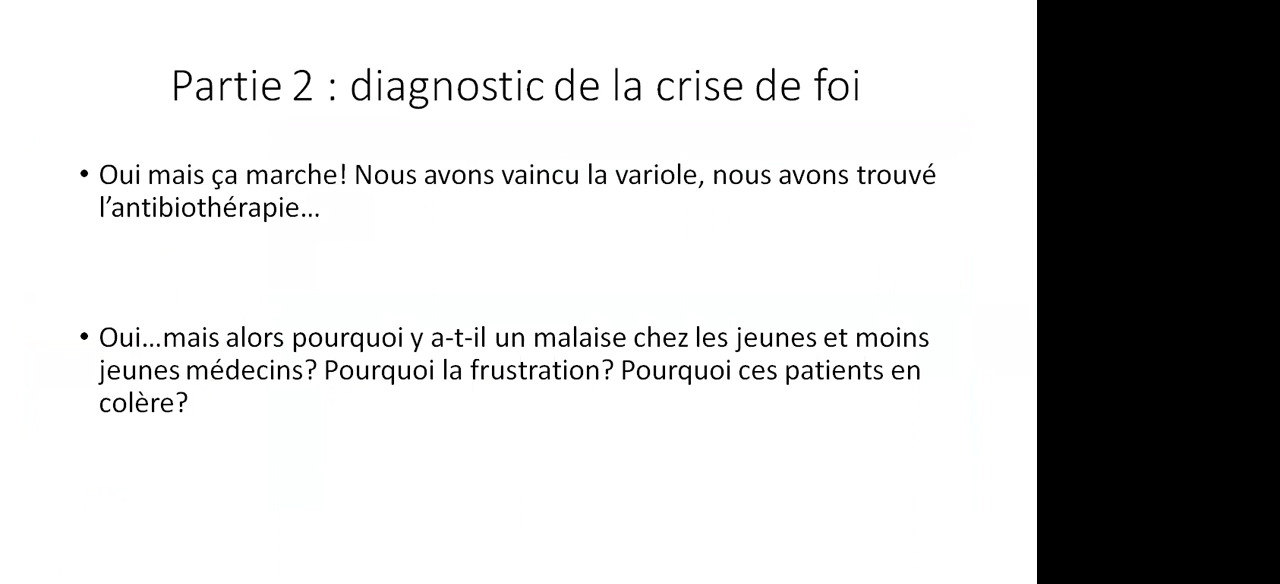 Partie 2 : diagnostic de la crise de foi
• Oui mais ça marche! Nous avons vaincu la variole, nous avons trouvé
l’antibiothérapie…
• Oui…mais alors pourquoi y a-t-il un malaise chez les jeunes et moins
jeunes médecins? Pourquoi la frustration? Pourquoi ces patients en
colère?